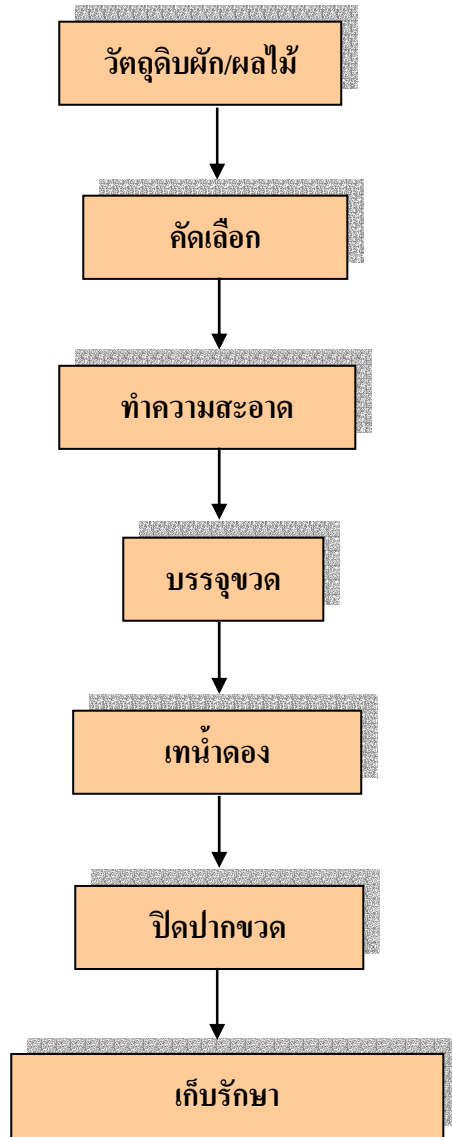 วัตถุดิบผัก/ผลไม้
คัดเลือก
ทำความสะอาด
บรรจุขวด
เทน้ำดอง
ปิดปากขวด
เก็บรักษา